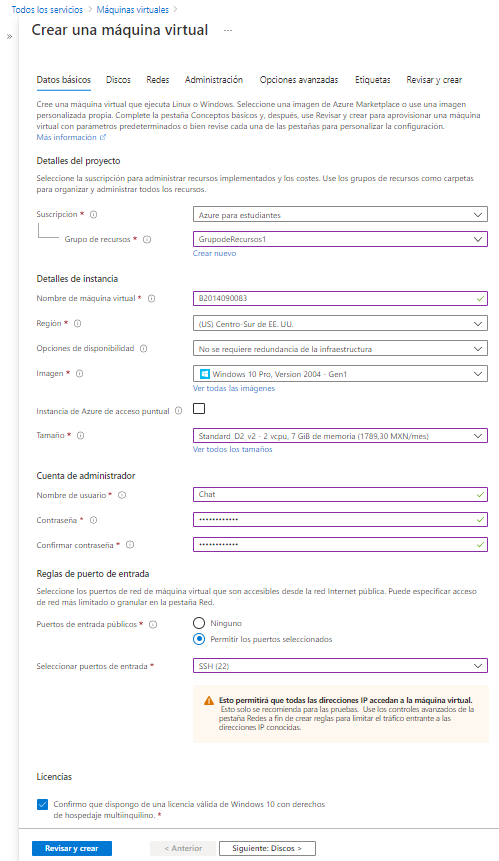 Todos los servicios > Máquinas virtuales >
» Crear una máquina virtual ...
Datos básicos Discos Redes Administración Opciones avanzadas Etiquetas Revisar y crear
Cree una máquina virtual que ejecuta Linux o Windows. Seleccione una imagen de Azure Marketplace o use una imagen
personalizada propia. Complete la pestaña Conceptos básicos y, después, use Revisar y crear para aprovisionar una máquina
virtual con parámetros predeterminados o bien revise cada una de las pestañas para personalizar la configuración.
Más información
Detalles del proyecto
Seleccione la suscripción para administrar recursos implementados y los costes. Use los grupos de recursos como carpetas
para organizar y administrar todos los recursos.
Suscripción * Azure para estudiantes
Grupo de recursos * GrupodeRecursos1
Crear nuevo
Detalles de instancia
Nombre de máquina virtual * B2014090083
Región * (US) Centro-Sur de EE. UU.
Opciones de disponibilidad No se requiere redundancia de la infraestructura
Imagen * Windows 10 Pro, Version 2004 - Gen1
Ver todas las imágenes
Instancia de Azure de acceso puntual
Tamaño * Standard_D2_v2 - 2 vcpu, 7 GiB de memoria (1789,30 MXN/mes)
Ver todos los tamaños
Cuenta de administrador
Nombre de usuario * Chat
Contraseña * ••••••••••••
Confirmar contraseña * ••••••••••••
Reglas de puerto de entrada
Seleccione los puertos de red de máquina virtual que son accesibles desde la red Internet pública. Puede especificar acceso
de red más limitado o granular en la pestaña Red.
Puertos de entrada públicos * Ninguno
Permitir los puertos seleccionados
Seleccionar puertos de entrada * SSH (22)
Esto permitirá que todas las direcciones IP accedan a la máquina virtual.
Esto solo se recomienda para las pruebas. Use los controles avanzados de la
pestaña Redes a fin de crear reglas para limitar el tráfico entrante a las
direcciones IP conocidas.
Licencias
Confirmo que dispongo de una licencia válida de Windows 10 con derechos
de hospedaje multiinquilino. *
Revisar y crear < Anterior Siguiente: Discos >